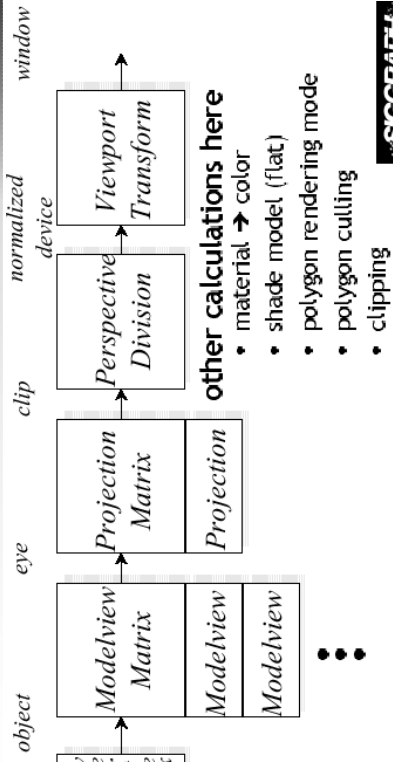 object
eye
clip
normalized
device
window
Modelview
Matrix
Projection
Matrix
Perspective
Division
Viewport
Transform
Modelview
Projection
Modelview
other calculations here
• material ➔ color
• shade model (flat)
• polygon rendering mode
• polygon culling
• clipping